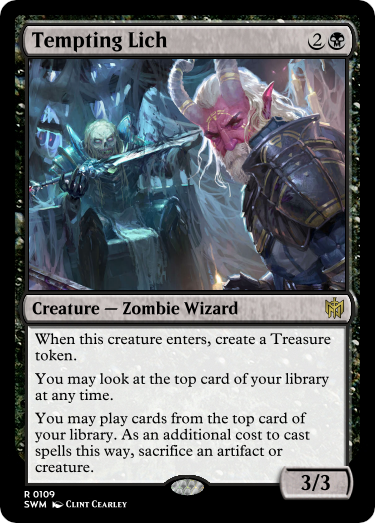 Tempting Lich 2
Creature — Zombie Wizard
When this creature enters, create a Treasure
token.
You may look at the top card of your library
at any time.
You may play cards from the top card of
your library. As an additional cost to cast
spells this way, sacrifice an artifact or
creature.
3/3
R 0109
SWM Clint Cearley